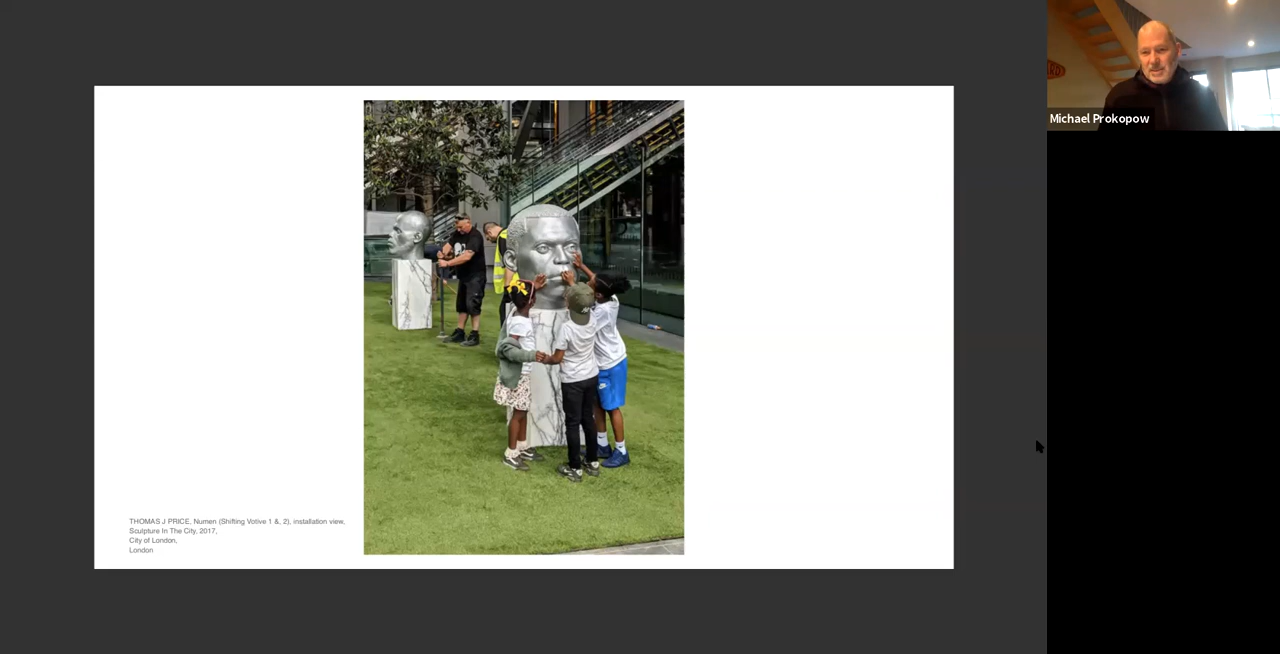 Michael Prokopow
THOMAS J PRICE, Numen (Shifting Votive 1 &, 2), installation view,
Sculpture In The City, 2017,
City of London,
London